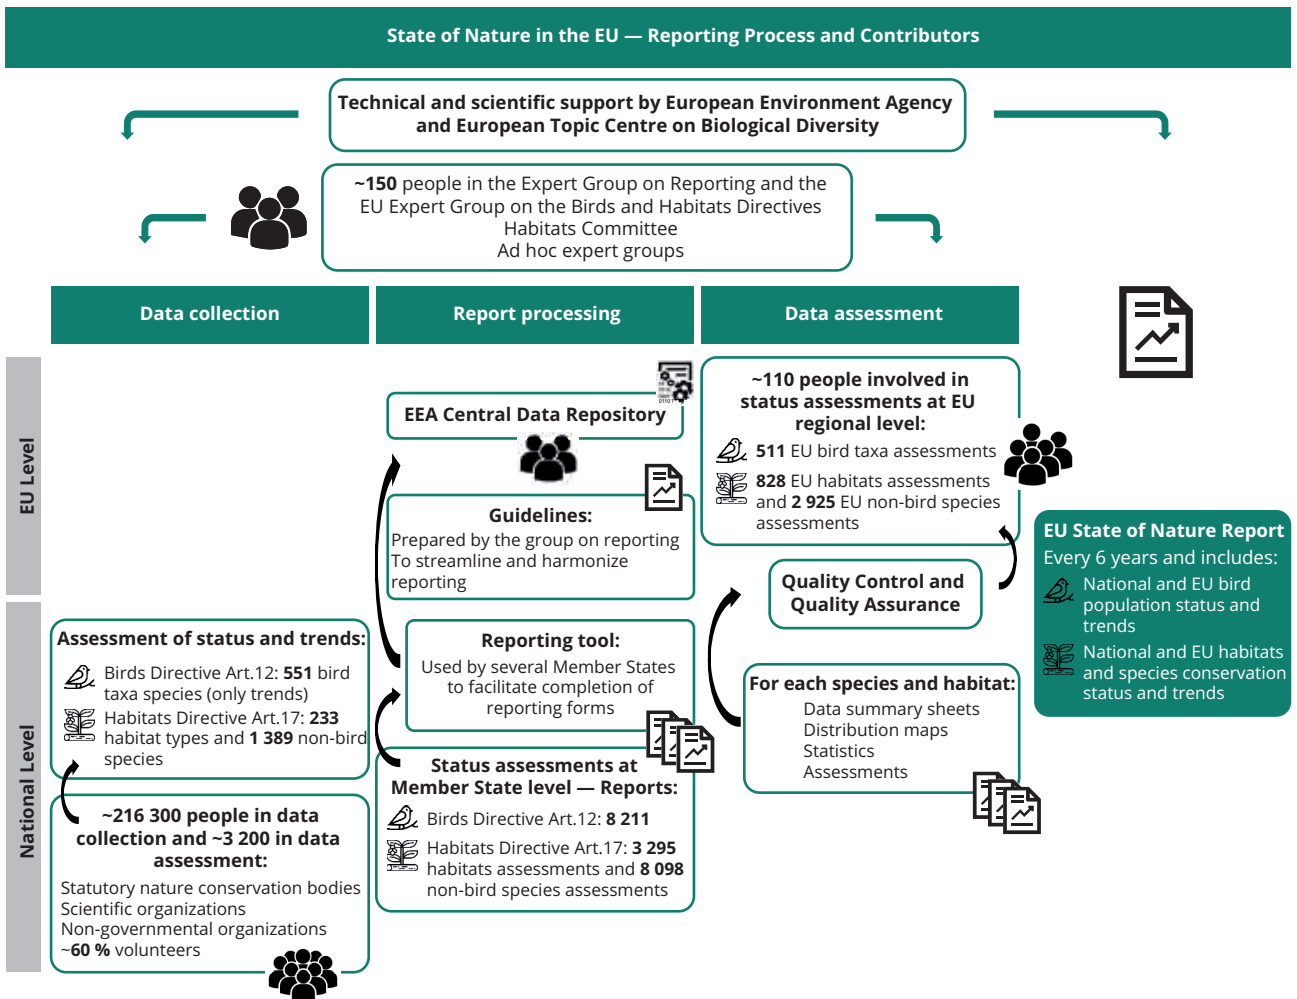 State of Nature in the EU — Reporting Process and Contributors
Technical and scientific support by European Environment Agency
and European Topic Centre on Biological Diversity
~150 people in the Expert Group on Reporting and the
EU Expert Group on the Birds and Habitats Directives
Habitats Committee
Ad hoc expert groups
Data collection
Report processing
Data assessment
EU Level
National Level
Assessment of status and trends:
Birds Directive Art.12: 551 bird
taxa species (only trends)
Habitats Directive Art.17: 233
habitat types and 1 389 non-bird
species
~216 300 people in data
collection and ~3 200 in data
assessment:
Statutory nature conservation bodies
Scientific organizations
Non-governmental organizations
~60 % volunteers
EEA Central Data Repository
Guidelines:
Prepared by the group on reporting
To streamline and harmonize
reporting
Reporting tool:
Used by several Member States
to facilitate completion of
reporting forms
Status assessments at
Member State level — Reports:
Birds Directive Art.12: 8 211
Habitats Directive Art.17: 3 295
habitats assessments and 8 098
non-bird species assessments
~110 people involved in
status assessments at EU
regional level:
511 EU bird taxa assessments
828 EU habitats assessments
and 2 925 EU non-bird species
assessments
Quality Control and
Quality Assurance
For each species and habitat:
Data summary sheets
Distribution maps
Statistics
Assessments
EU State of Nature Report
Every 6 years and includes:
National and EU bird
population status and
trends
National and EU habitats
and species conservation
status and trends